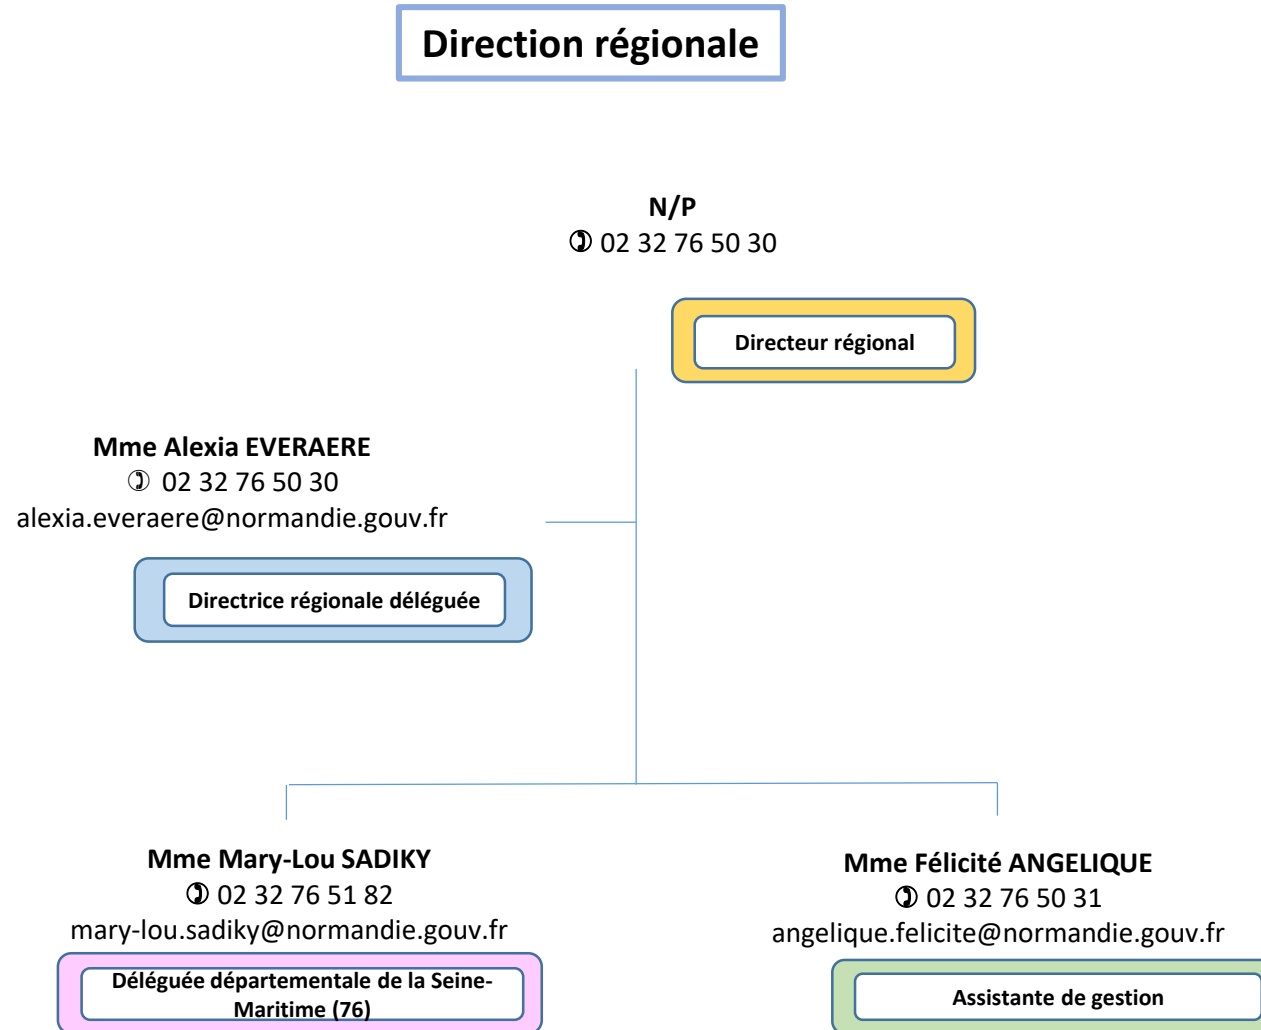 Direction régionale
N/P
✆ 02 32 76 50 30
Directeur régional
Mme Alexia EVERAERE
✆ 02 32 76 50 30
alexia.everaere@normandie.gouv.fr
Directrice régionale déléguée
Mme Mary-Lou SADIKY
✆ 02 32 76 51 82
mary-lou.sadiky@normandie.gouv.fr
Déléguée départementale de la Seine-
Maritime (76)
Mme Félicité ANGELIQUE
✆ 02 32 76 50 31
angelique.felicite@normandie.gouv.fr
Assistante de gestion